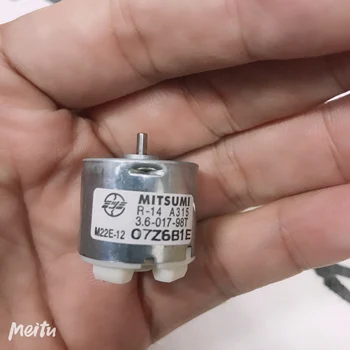 MITSUMI
R-14 A315
3.6-017-98T
M22E-12 07Z6B1E
Meitu